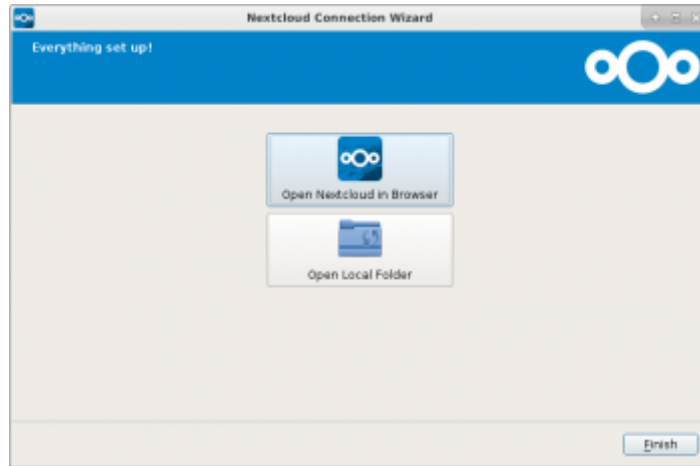 Nextcloud Connection Wizard
Everything set up!
Open Nextcloud in Browser
Open Local Folder
Finish